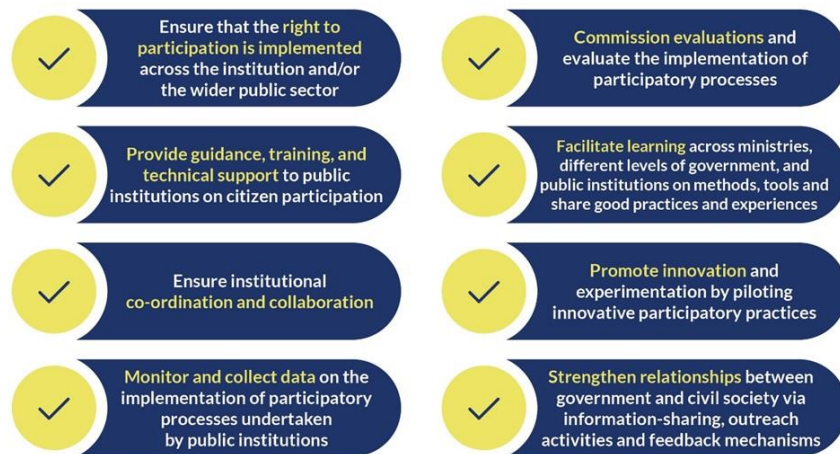 Ensure that the right to
participation is implemented
across the institution and/or
the wider public sector
Provide guidance, training, and
technical support to public
institutions on citizen participation
Ensure institutional
co-ordination and collaboration
Monitor and collect data on the
implementation of participatory
processes undertaken
by public institutions
Commission evaluations and
evaluate the implementation of
participatory processes
Facilitate learning across ministries,
different levels of government, and
public institutions on methods, tools and
share good practices and experiences
Promote innovation and
experimentation by piloting
innovative participatory practices
Strengthen relationships between
government and civil society via
information-sharing, outreach
activities and feedback mechanisms